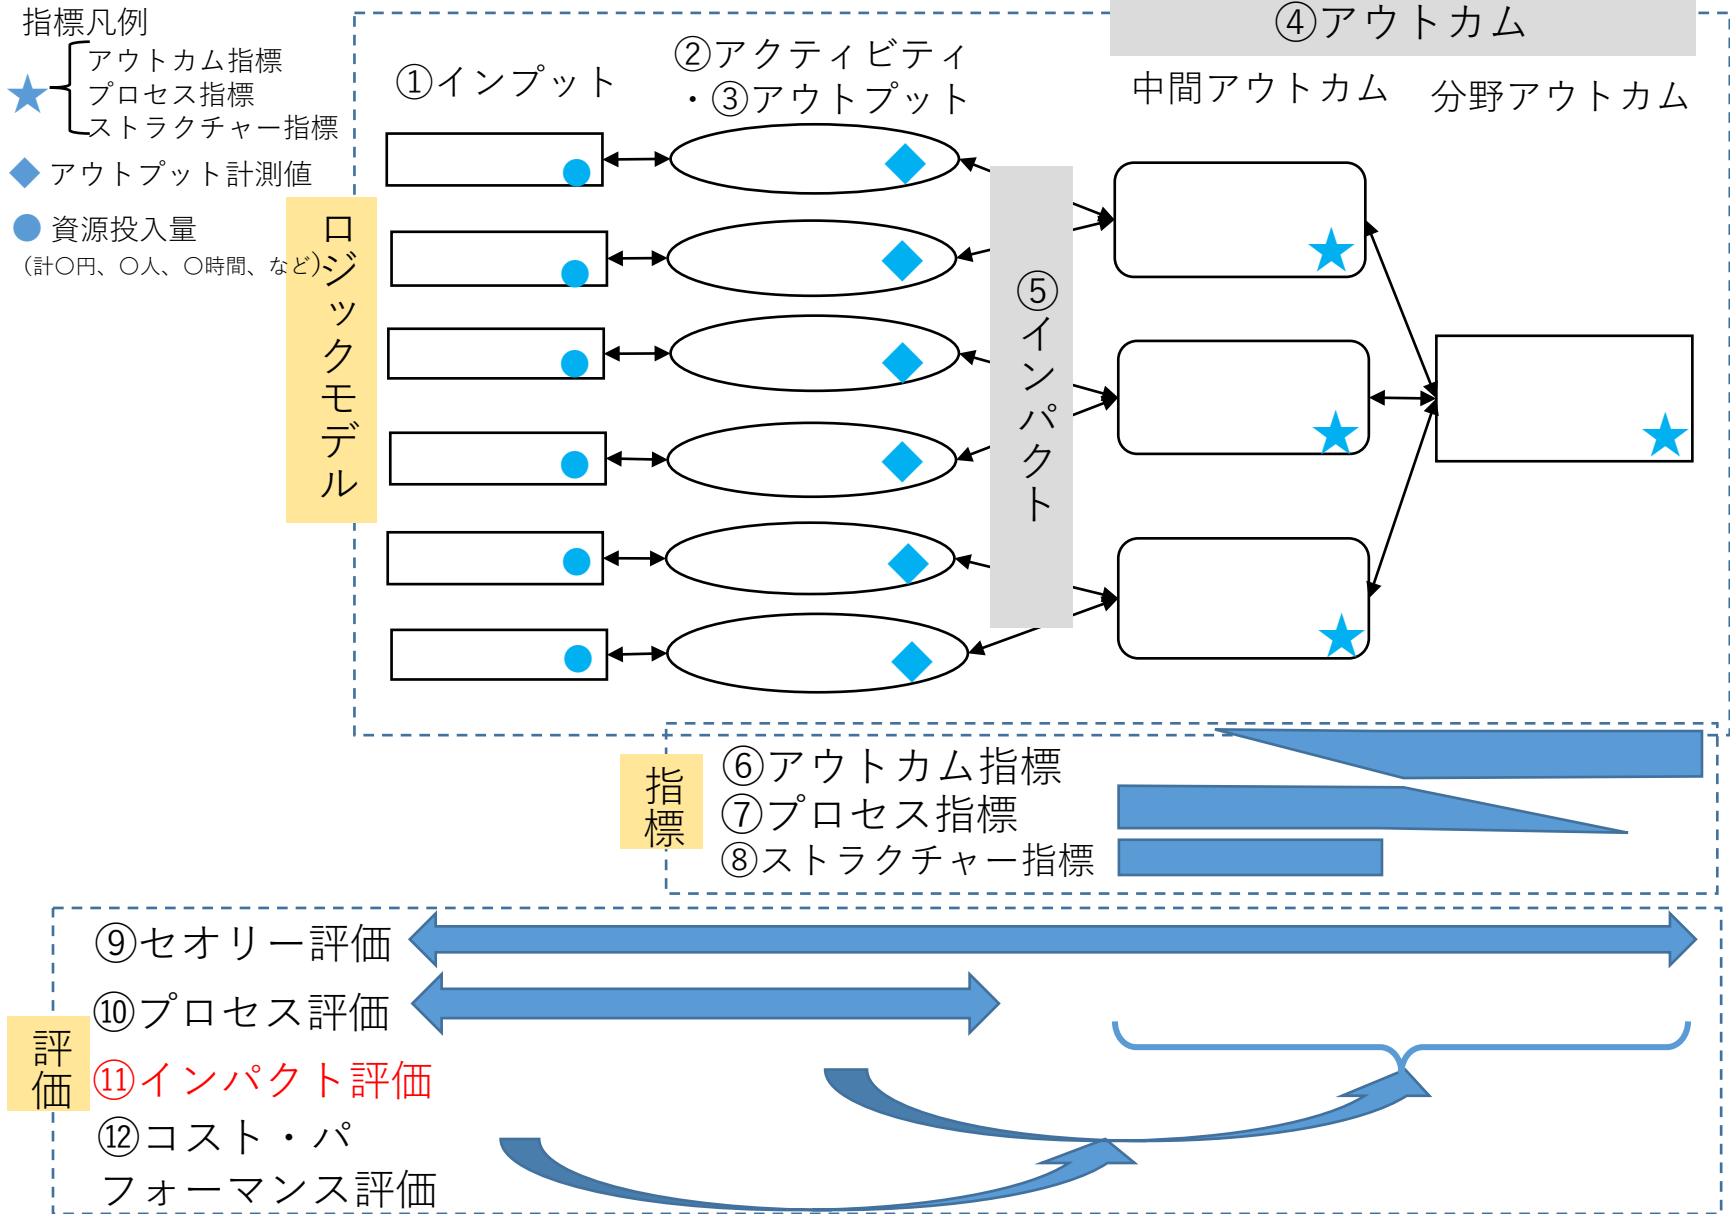 指標凡例
アウトカム指標
プロセス指標
ストラクチャー指標
アウトプット計測値
資源投入量
(計〇円、〇人、〇時間、など)
ロジックモデル
①インプット
②アクティビティ
・③アウトプット
④アウトカム
中間アウトカム
分野アウトカム
⑤インパクト
指標
⑥アウトカム指標
⑦プロセス指標
⑧ストラクチャー指標
評価
⑨セオリー評価
⑩プロセス評価
⑪インパクト評価
⑫コスト・パ
フォーマンス評価